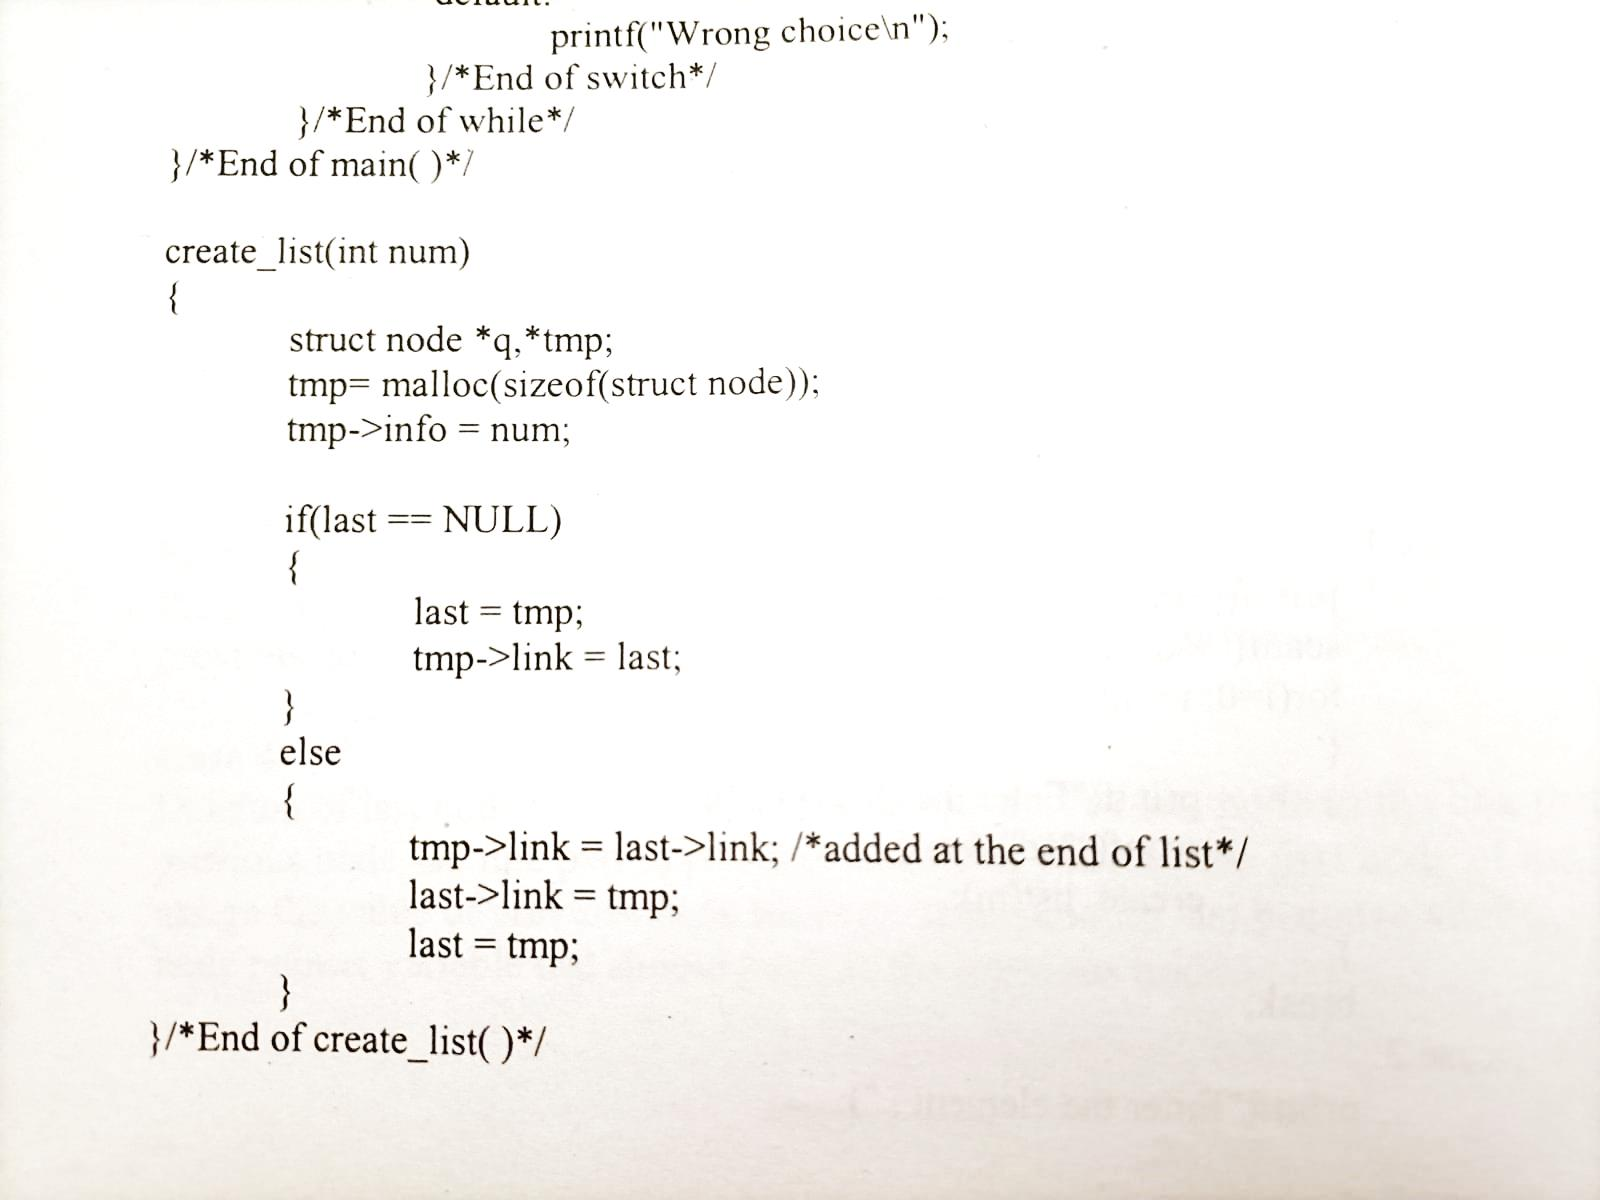 default:
printf("Wrong choice\n");
}/*End of switch*/
}/*End of while*/
}/*End of main( )*/
create_list(int num)
{
struct node *q,*tmp;
tmp= malloc(sizeof(struct node));
tmp->info = num;
if(last == NULL)
{
last = tmp;
tmp->link = last;
}
else
{
tmp->link = last->link; /*added at the end of list*/
last->link = tmp;
last = tmp;
}
}/*End of create_list( )*/